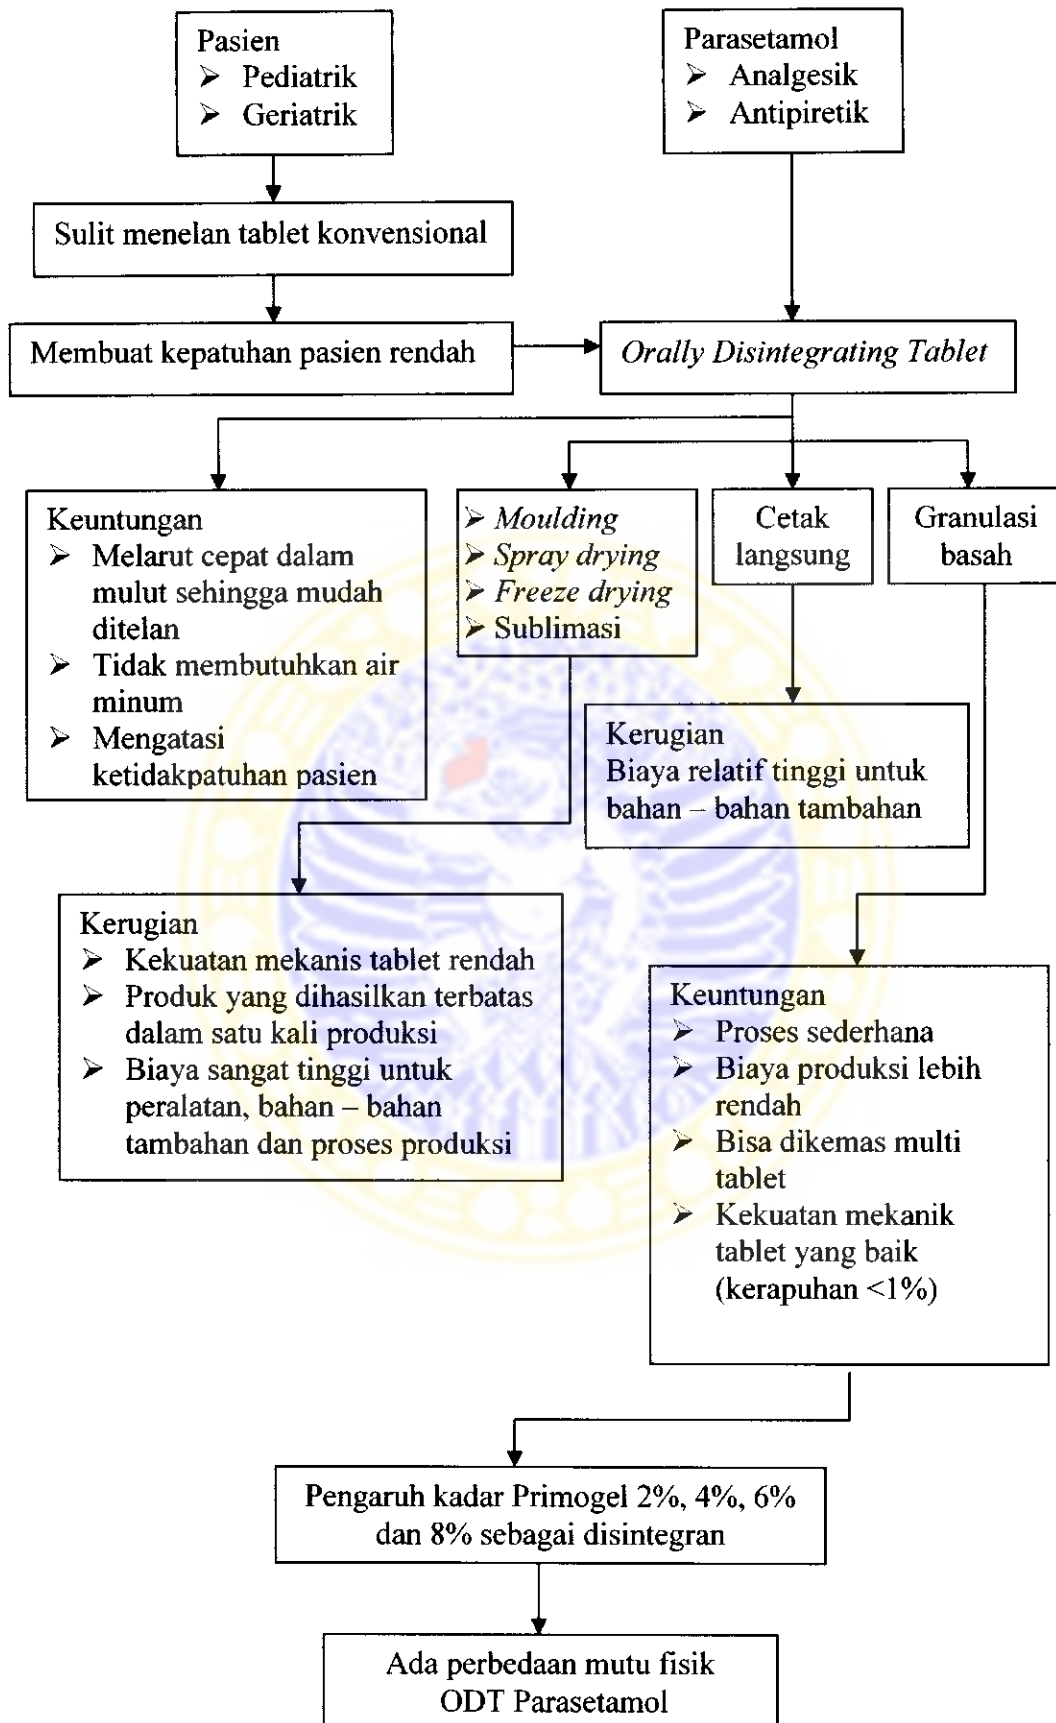 Pasien
➢ Pediatrik
➢ Geriatrik
Parasetamol
➢ Analgesik
➢ Antipiretik
Sulit menelan tablet konvensional
Membuat kepatuhan pasien rendah
Orally Disintegrating Tablet
Keuntungan
➢ Melarut cepat dalam
mulut sehingga mudah
ditelan
➢ Tidak membutuhkan air
minum
➢ Mengatasi
ketidakpatuhan pasien
➢ Moulding
➢ Spray drying
➢ Freeze drying
➢ Sublimasi
Cetak
langsung
Granulasi
basah
Kerugian
Biaya relatif tinggi untuk
bahan – bahan tambahan
Kerugian
➢ Kekuatan mekanis tablet rendah
➢ Produk yang dihasilkan terbatas
dalam satu kali produksi
➢ Biaya sangat tinggi untuk
peralatan, bahan – bahan
tambahan dan proses produksi
Keuntungan
➢ Proses sederhana
➢ Biaya produksi lebih
rendah
➢ Bisa dikemas multi
tablet
➢ Kekuatan mekanik
tablet yang baik
(kerapuhan <1%)
Pengaruh kadar Primogel 2%, 4%, 6%
dan 8% sebagai disintegran
Ada perbedaan mutu fisik
ODT Parasetamol